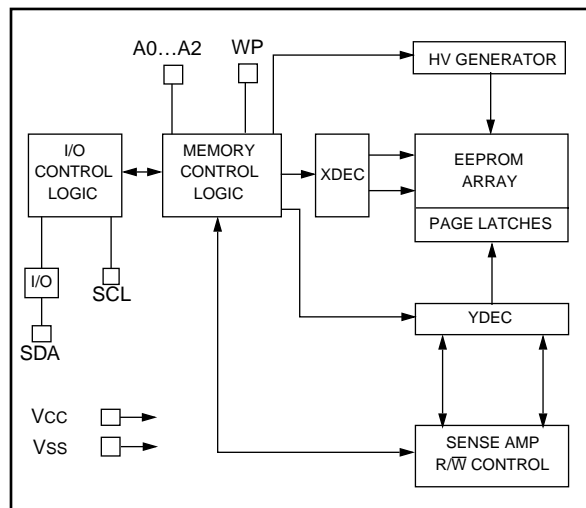 A0...A2
WP
HV GENERATOR
I/O
CONTROL
LOGIC
MEMORY
CONTROL
LOGIC
XDEC
EEPROM
ARRAY
PAGE LATCHES
I/O
SCL
SDA
YDEC
VCC
VSS
SENSE AMP
R/W̅ CONTROL